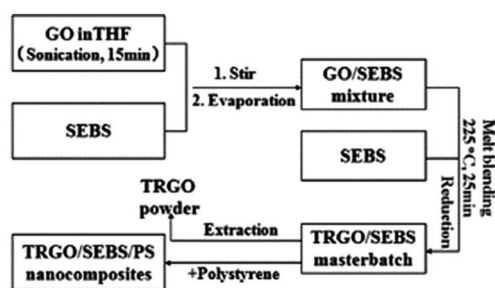 GO inTHF
(Sonication, 15min)
SEBS
1. Stir
2. Evaporation
GO/SEBS
mixture
SEBS
Melt blending
225 °C, 25min
Reduction
TRGO
powder
Extraction
TRGO/SEBS
masterbatch
TRGO/SEBS/PS
nanocomposites
+Polystyrene